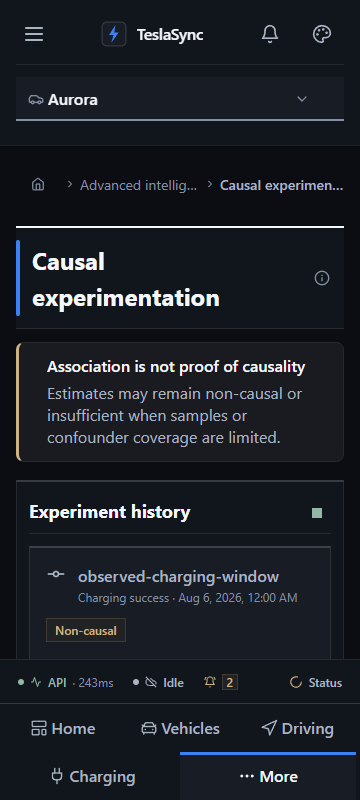 TeslaSync
Aurora
Advanced intellig... Causal experimen...
Causal
experimentation
Association is not proof of causality
Estimates may remain non-causal or
insufficient when samples or
confounder coverage are limited.
Experiment history
observed-charging-window
Charging success · Aug 6, 2026, 12:00 AM
Non-causal
API · 243ms Idle 2 Status
Home Vehicles Driving
Charging More